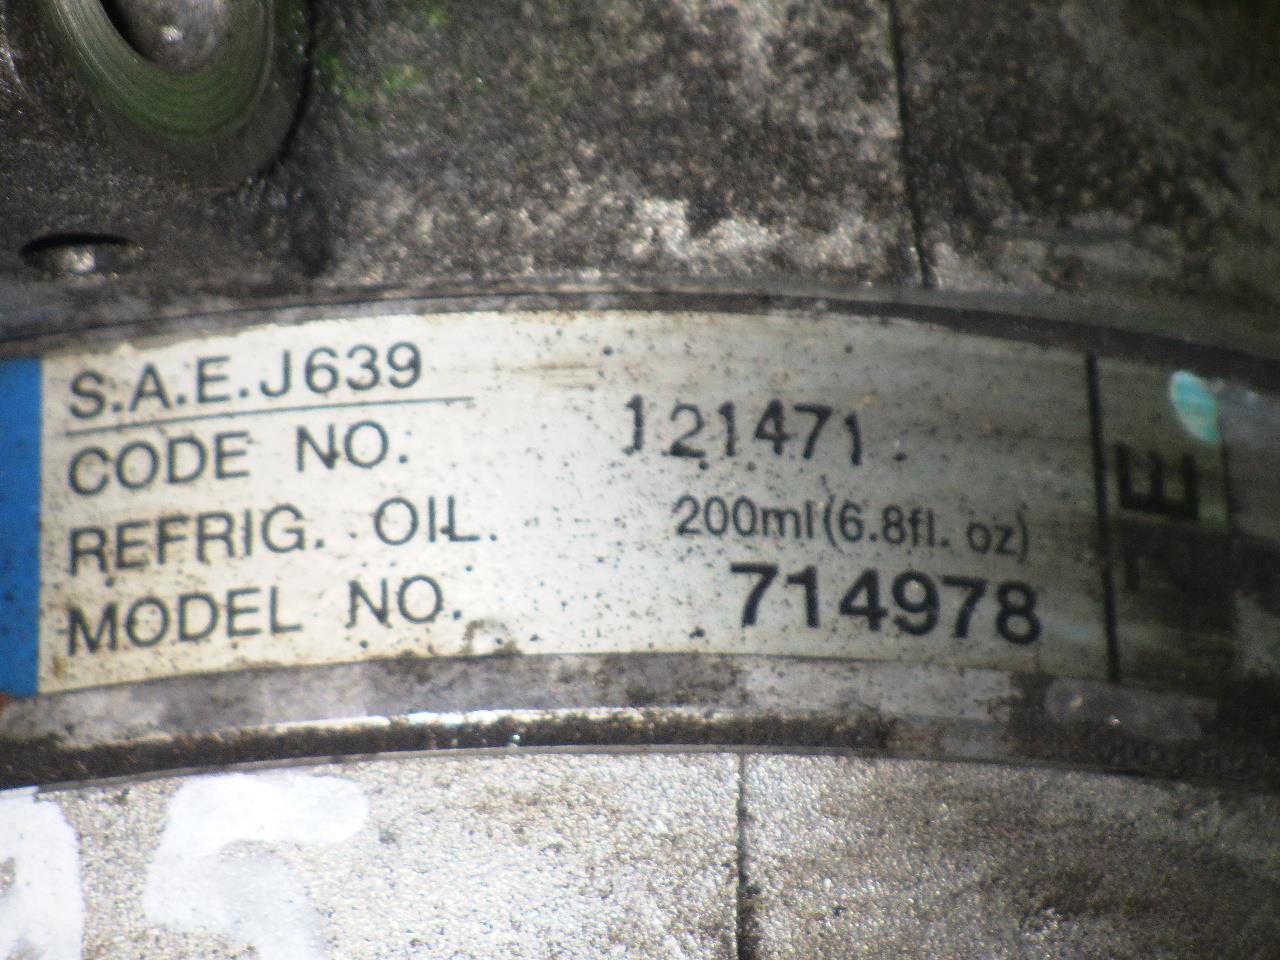 S.A.E.J639
CODE NO. 121471
REFRIG. OIL. 200ml(6.8fl. oz)
MODEL NO. 714978